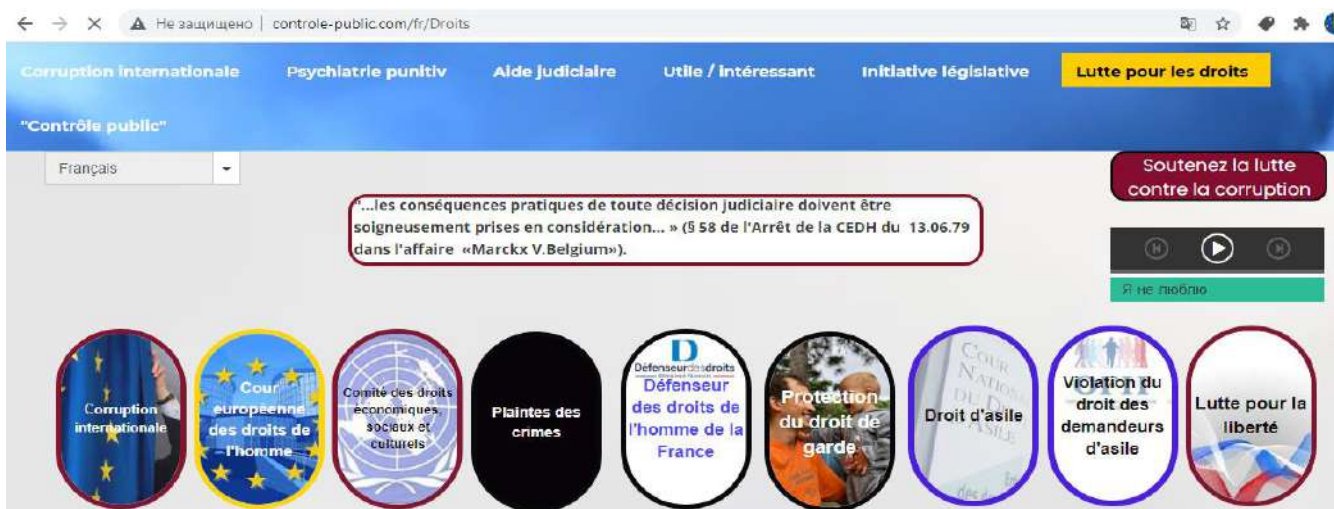 Не защищено | controle-public.com/fr/Droits
Corruption internationale Psychiatrie punitiv Aide judiciaire Utile / intéressant Initiative législative Lutte pour les droits
"Contrôle public"
Français
Soutenez la lutte
contre la corruption
"...les conséquences pratiques de toute décision judiciaire doivent être
soigneusement prises en considération... » (§ 58 de l'Arrêt de la CEDH du 13.06.79
dans l'affaire «Marckx V.Belgium»).
Я не люблю
Corruption
internationale
Cour
européenne
des droits de
l'homme
Comité des droits
économiques,
sociaux et
culturels
Plaintes des
crimes
Défenseurdesdroits
Défenseur
des droits de
l'homme de la
France
Protection
du droit de
garde
COUR
NATION
DU DR
ASILE
Droit d'asile
Violation du
droit des
demandeurs
d'asile
Lutte pour la
liberté